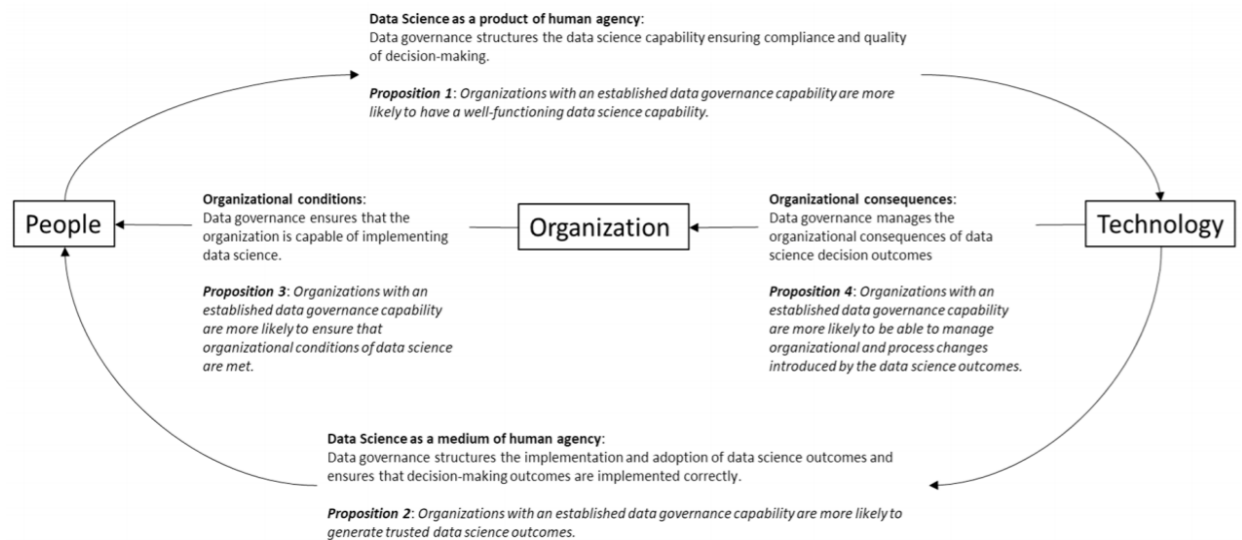 Data Science as a product of human agency:
Data governance structures the data science capability ensuring compliance and quality
of decision-making.
Proposition 1: Organizations with an established data governance capability are more
likely to have a well-functioning data science capability.
People
Organizational conditions:
Data governance ensures that the
organization is capable of implementing
data science.
Proposition 3: Organizations with an
established data governance capability
are more likely to ensure that
organizational conditions of data science
are met.
Organization
Organizational consequences:
Data governance manages the
organizational consequences of data
science decision outcomes
Proposition 4: Organizations with an
established data governance capability
are more likely to be able to manage
organizational and process changes
introduced by the data science outcomes.
Technology
Data Science as a medium of human agency:
Data governance structures the implementation and adoption of data science outcomes and
ensures that decision-making outcomes are implemented correctly.
Proposition 2: Organizations with an established data governance capability are more likely to
generate trusted data science outcomes.